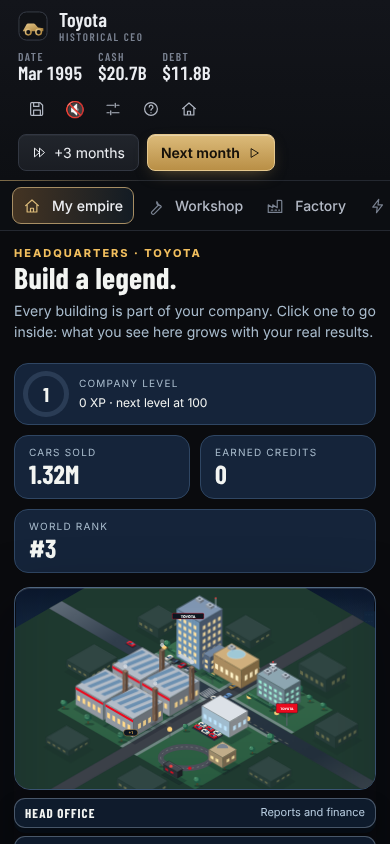 Toyota
HISTORICAL CEO
DATE CASH DEBT
Mar 1995 $20.7B $11.8B
+3 months Next month
My empire Workshop Factory
HEADQUARTERS · TOYOTA
Build a legend.
Every building is part of your company. Click one to go
inside: what you see here grows with your real results.
1
COMPANY LEVEL
0 XP · next level at 100
CARS SOLD EARNED CREDITS
1.32M 0
WORLD RANK
#3
TOYOTA
TOYOTA
+1
HEAD OFFICE Reports and finance